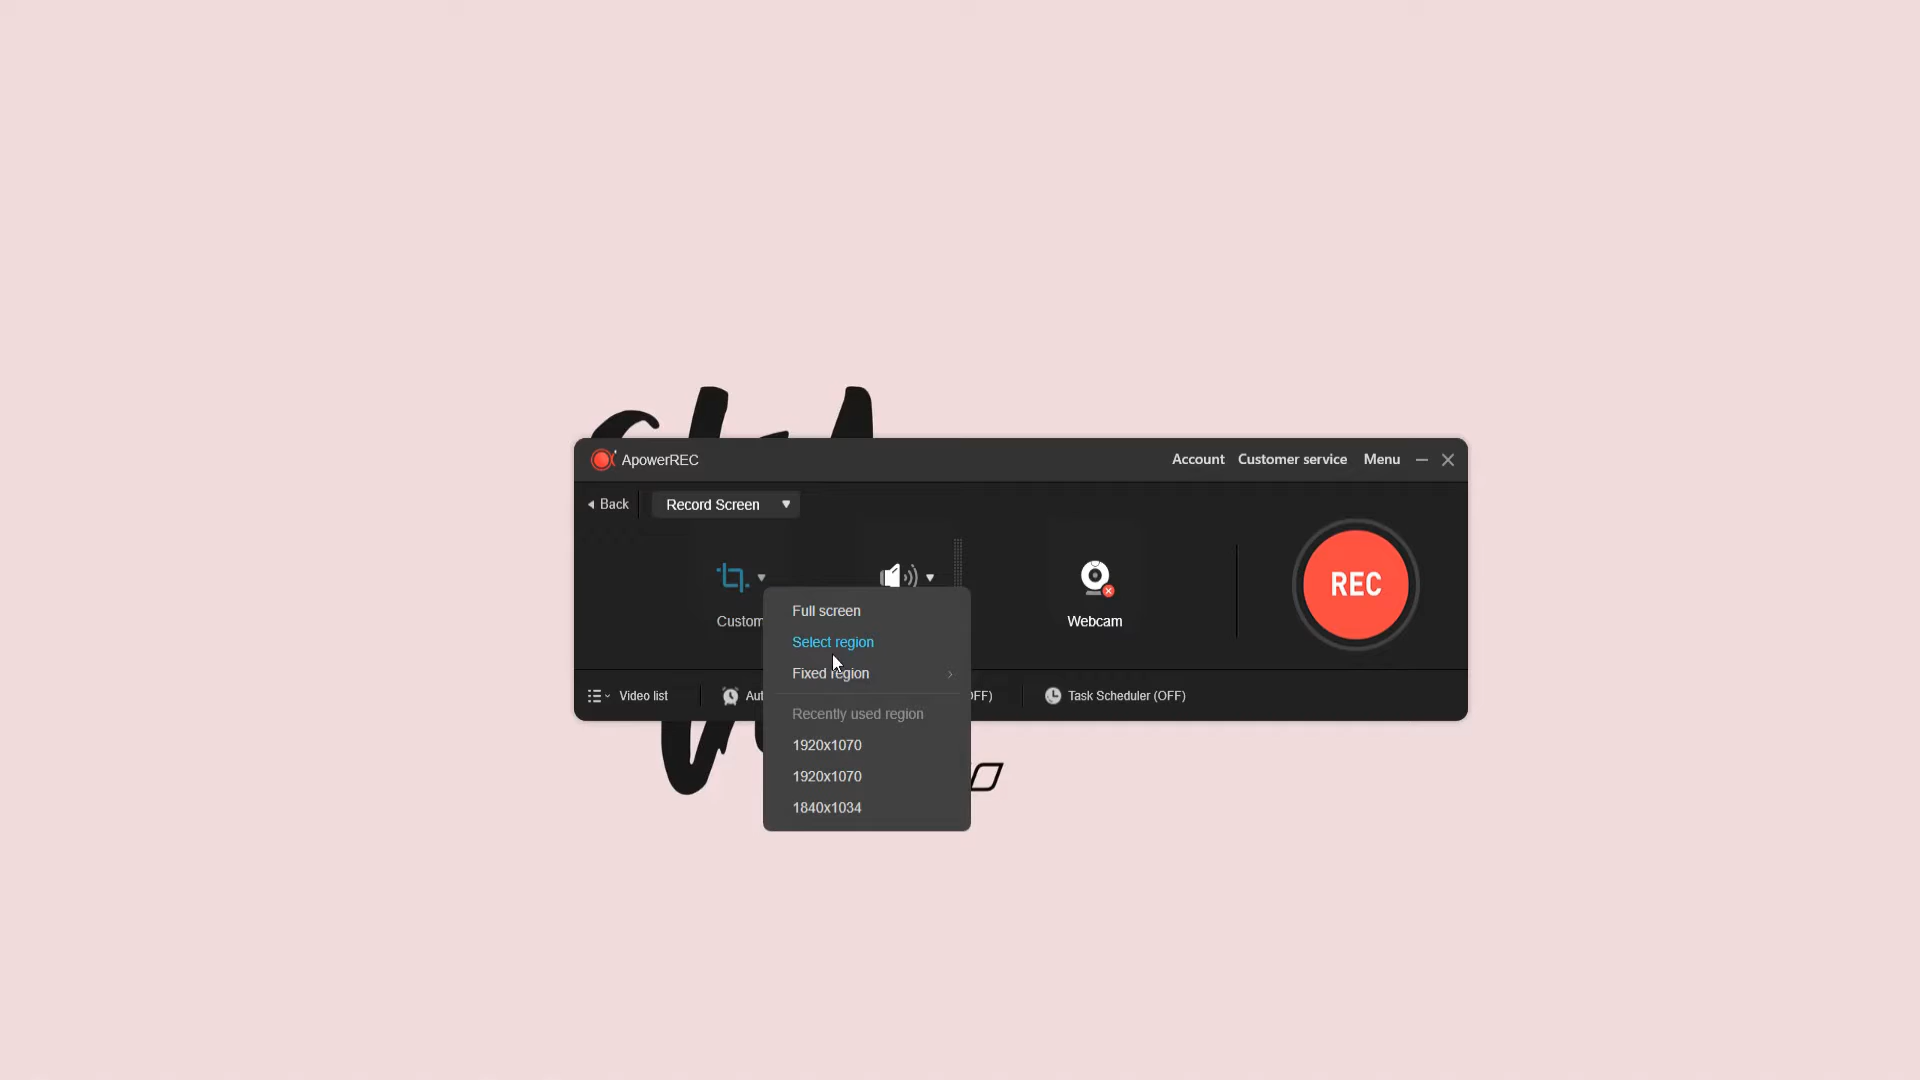 ApowerREC
Account Customer service Menu
Back
Record Screen
Custom
Webcam
REC
Full screen
Select region
Fixed region
Recently used region
1920x1070
1920x1070
1840x1034
Video list
Task Scheduler (OFF)